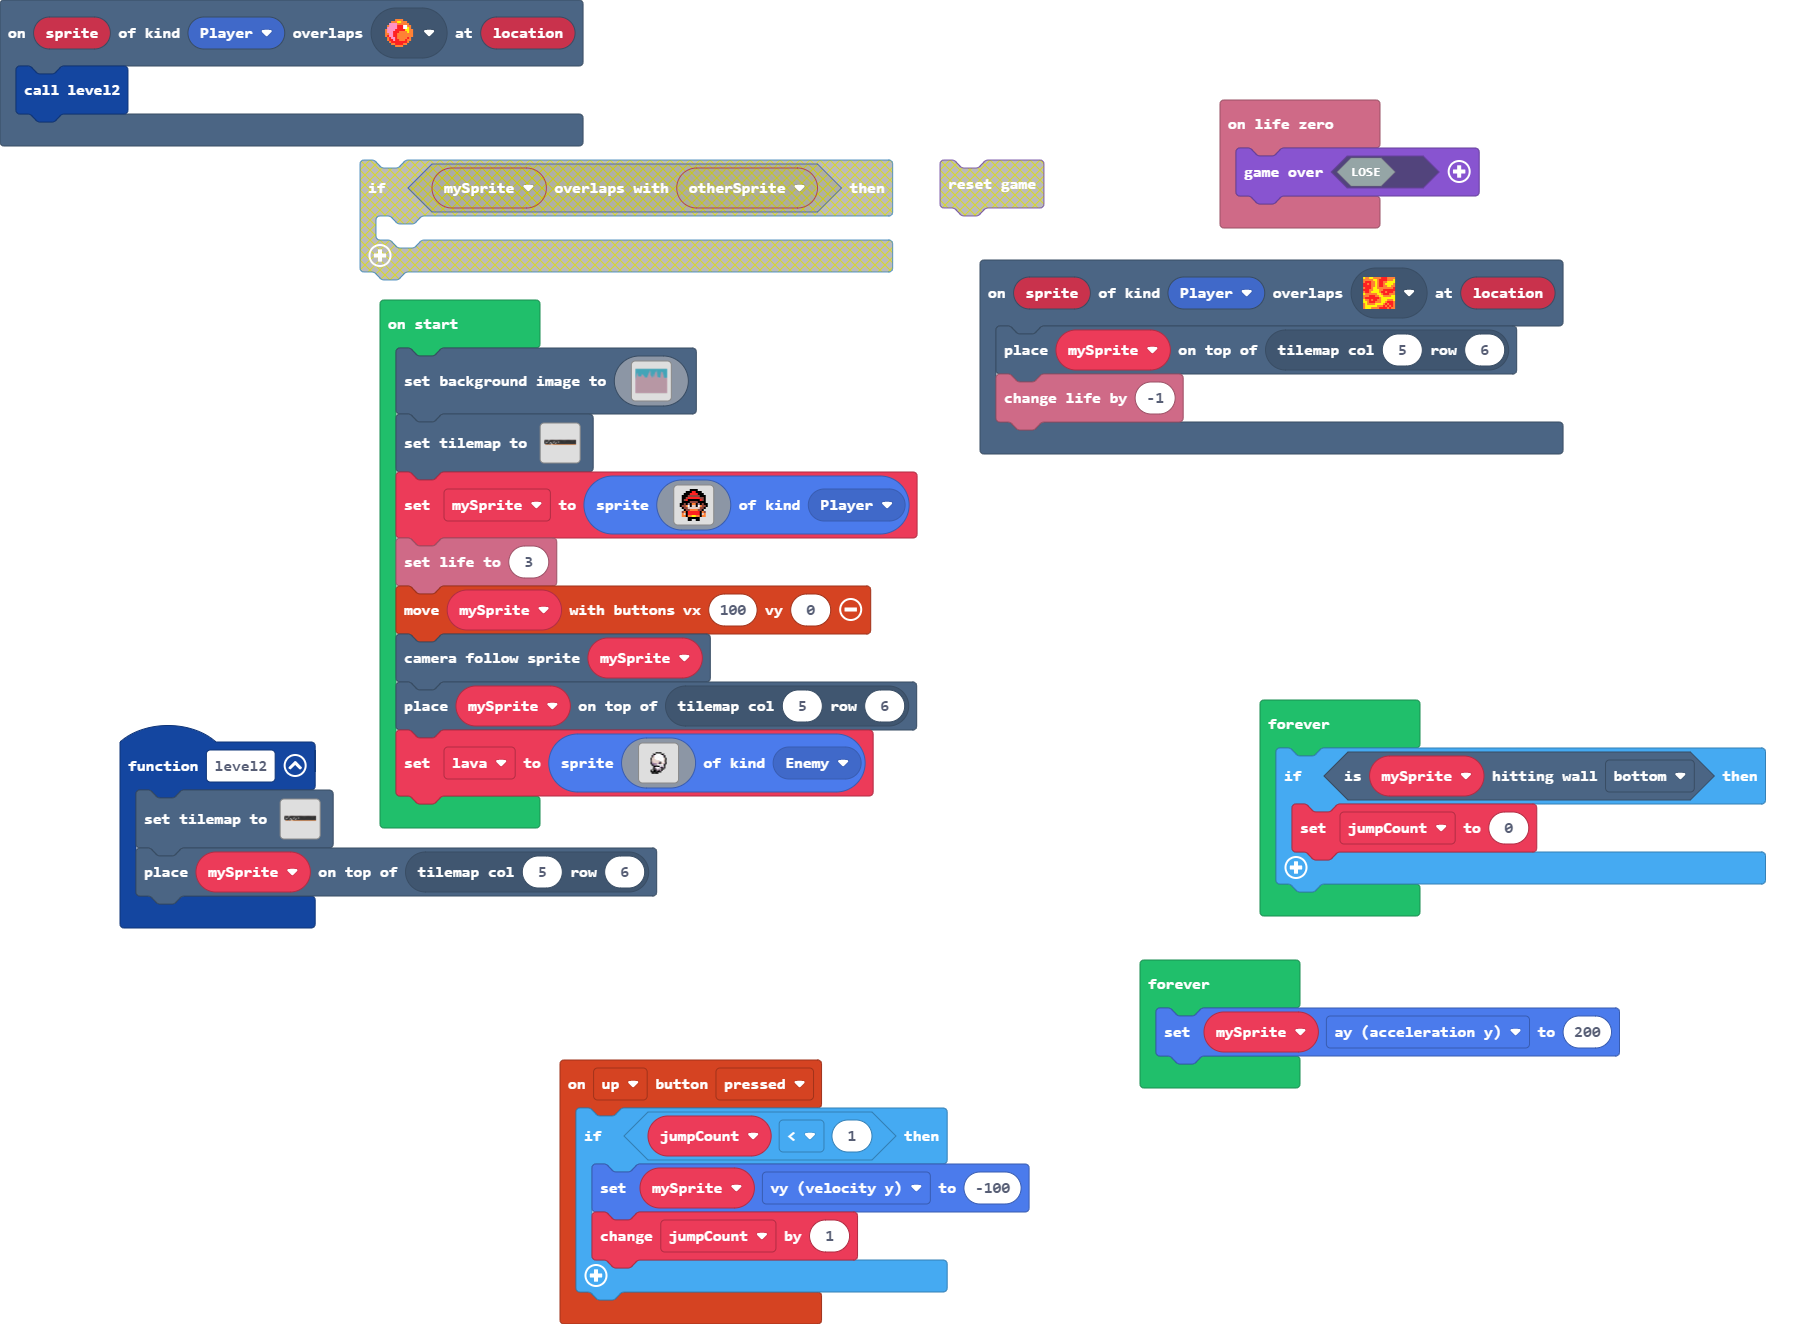 on sprite of kind Player overlaps at location
call level2
if mySprite overlaps with otherSprite then
reset game
on life zero
game over LOSE
on sprite of kind Player overlaps at location
place mySprite on top of tilemap col 5 row 6
change life by -1
on start
set background image to
set tilemap to
set mySprite to sprite of kind Player
set life to 3
move mySprite with buttons vx 100 vy 0
camera follow sprite mySprite
place mySprite on top of tilemap col 5 row 6
set lava to sprite of kind Enemy
function level2
set tilemap to
place mySprite on top of tilemap col 5 row 6
forever
if is mySprite hitting wall bottom then
set jumpCount to 0
forever
set mySprite ay (acceleration y) to 200
on up button pressed
if jumpCount < 1 then
set mySprite vy (velocity y) to -100
change jumpCount by 1